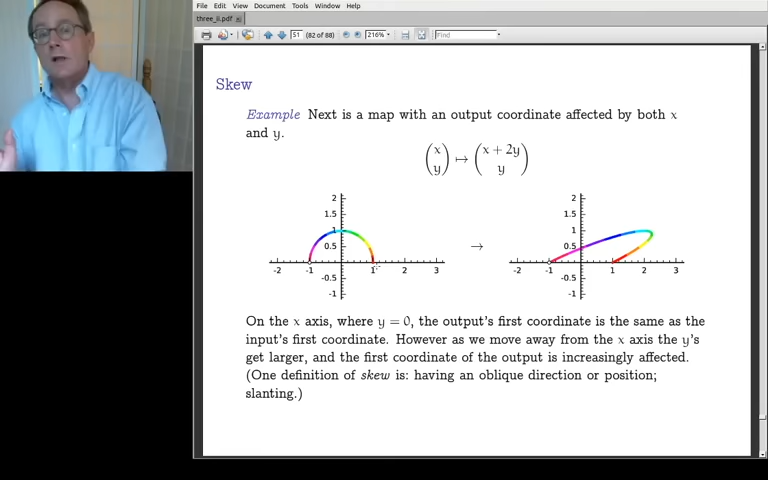 File Edit View Document Tools Window Help
three_ii.pdf
51 (82 of 88) 216% Find
Skew
Example Next is a map with an output coordinate affected by both x
and y.
(x y) ↦ (x + 2y y)
2 2
1.5 1.5
1 1
0.5 0.5
-2 -1 1 2 3 -2 -1 1 2 3
-0.5 -0.5
-1 -1
→
On the x axis, where y = 0, the output's first coordinate is the same as the
input's first coordinate. However as we move away from the x axis the y's
get larger, and the first coordinate of the output is increasingly affected.
(One definition of skew is: having an oblique direction or position;
slanting.)